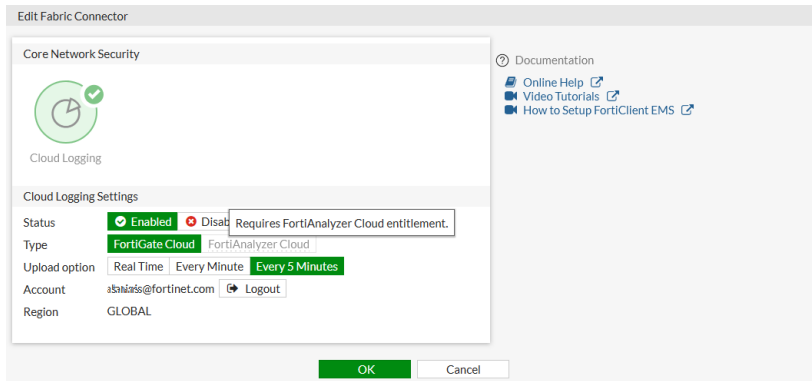 Edit Fabric Connector
Core Network Security
Cloud Logging
Cloud Logging Settings
Status Enabled Disab
Requires FortiAnalyzer Cloud entitlement.
Type FortiGate Cloud FortiAnalyzer Cloud
Upload option Real Time Every Minute Every 5 Minutes
Account @fortinet.com Logout
Region GLOBAL
OK Cancel
Documentation
Online Help
Video Tutorials
How to Setup FortiClient EMS